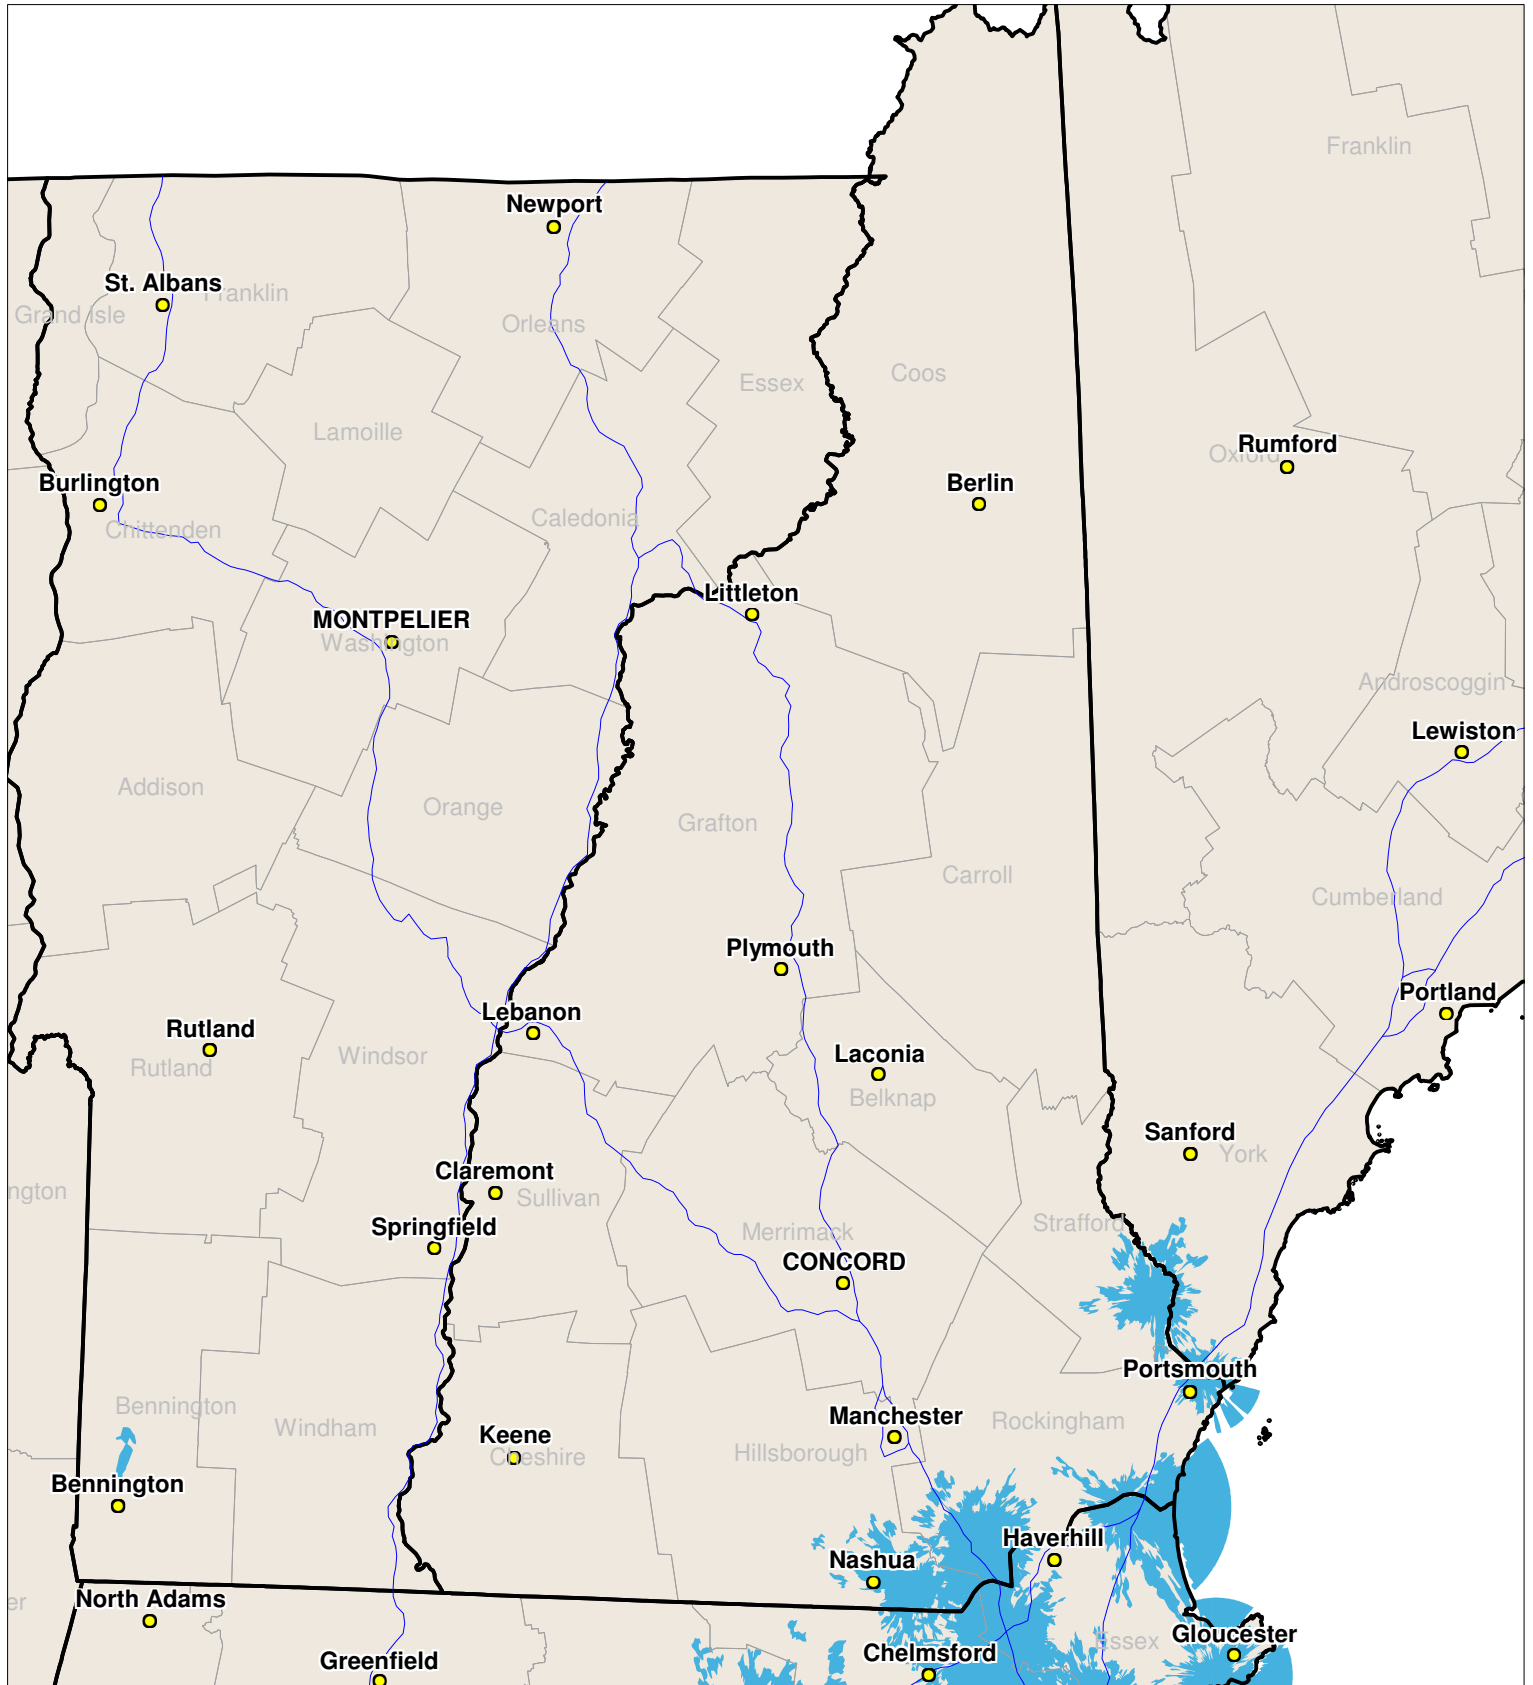 Franklin
Newport
St. Albans
Franklin
Grand Isle
Orleans
Essex
Coos
Lamoille
Rumford
Oxford
Burlington
Berlin
Chittenden
Caledonia
Littleton
MONTPELIER
Washington
Androscoggin
Lewiston
Addison
Orange
Grafton
Carroll
Cumberland
Plymouth
Portland
Lebanon
Rutland
Windsor
Laconia
Rutland
Belknap
Sanford
York
Claremont
ngton
Sullivan
Springfield
Strafford
Merrimack
CONCORD
Portsmouth
Bennington
Manchester
Rockingham
Windham
Keene
Cheshire
Hillsborough
Bennington
Haverhill
Nashua
er
North Adams
Essex
Gloucester
Chelmsford
Greenfield